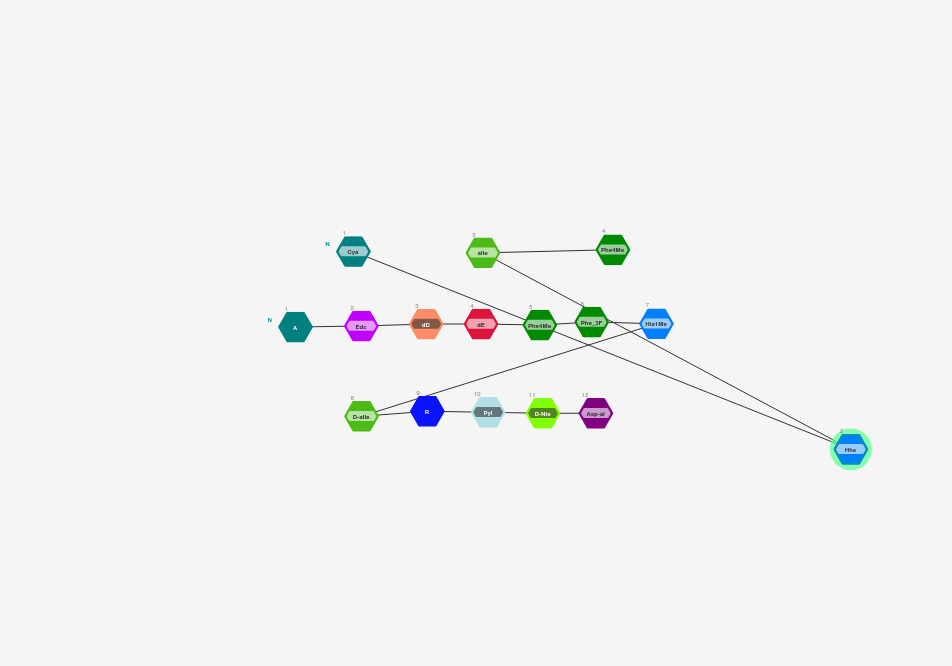 1 3 4
N Cya aIle Phe4Me
1 2 3 4 5 6 7
N A Edc dD dE Phe4Me Phe_3F His1Me
8 9 10 11 12
D-aIle R Pyl D-Nle Asp-al
2
Hhs